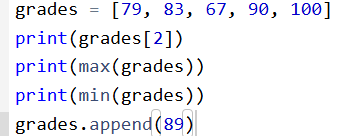 grades = [79, 83, 67, 90, 100]
print(grades[2])
print(max(grades))
print(min(grades))
grades.append(89)